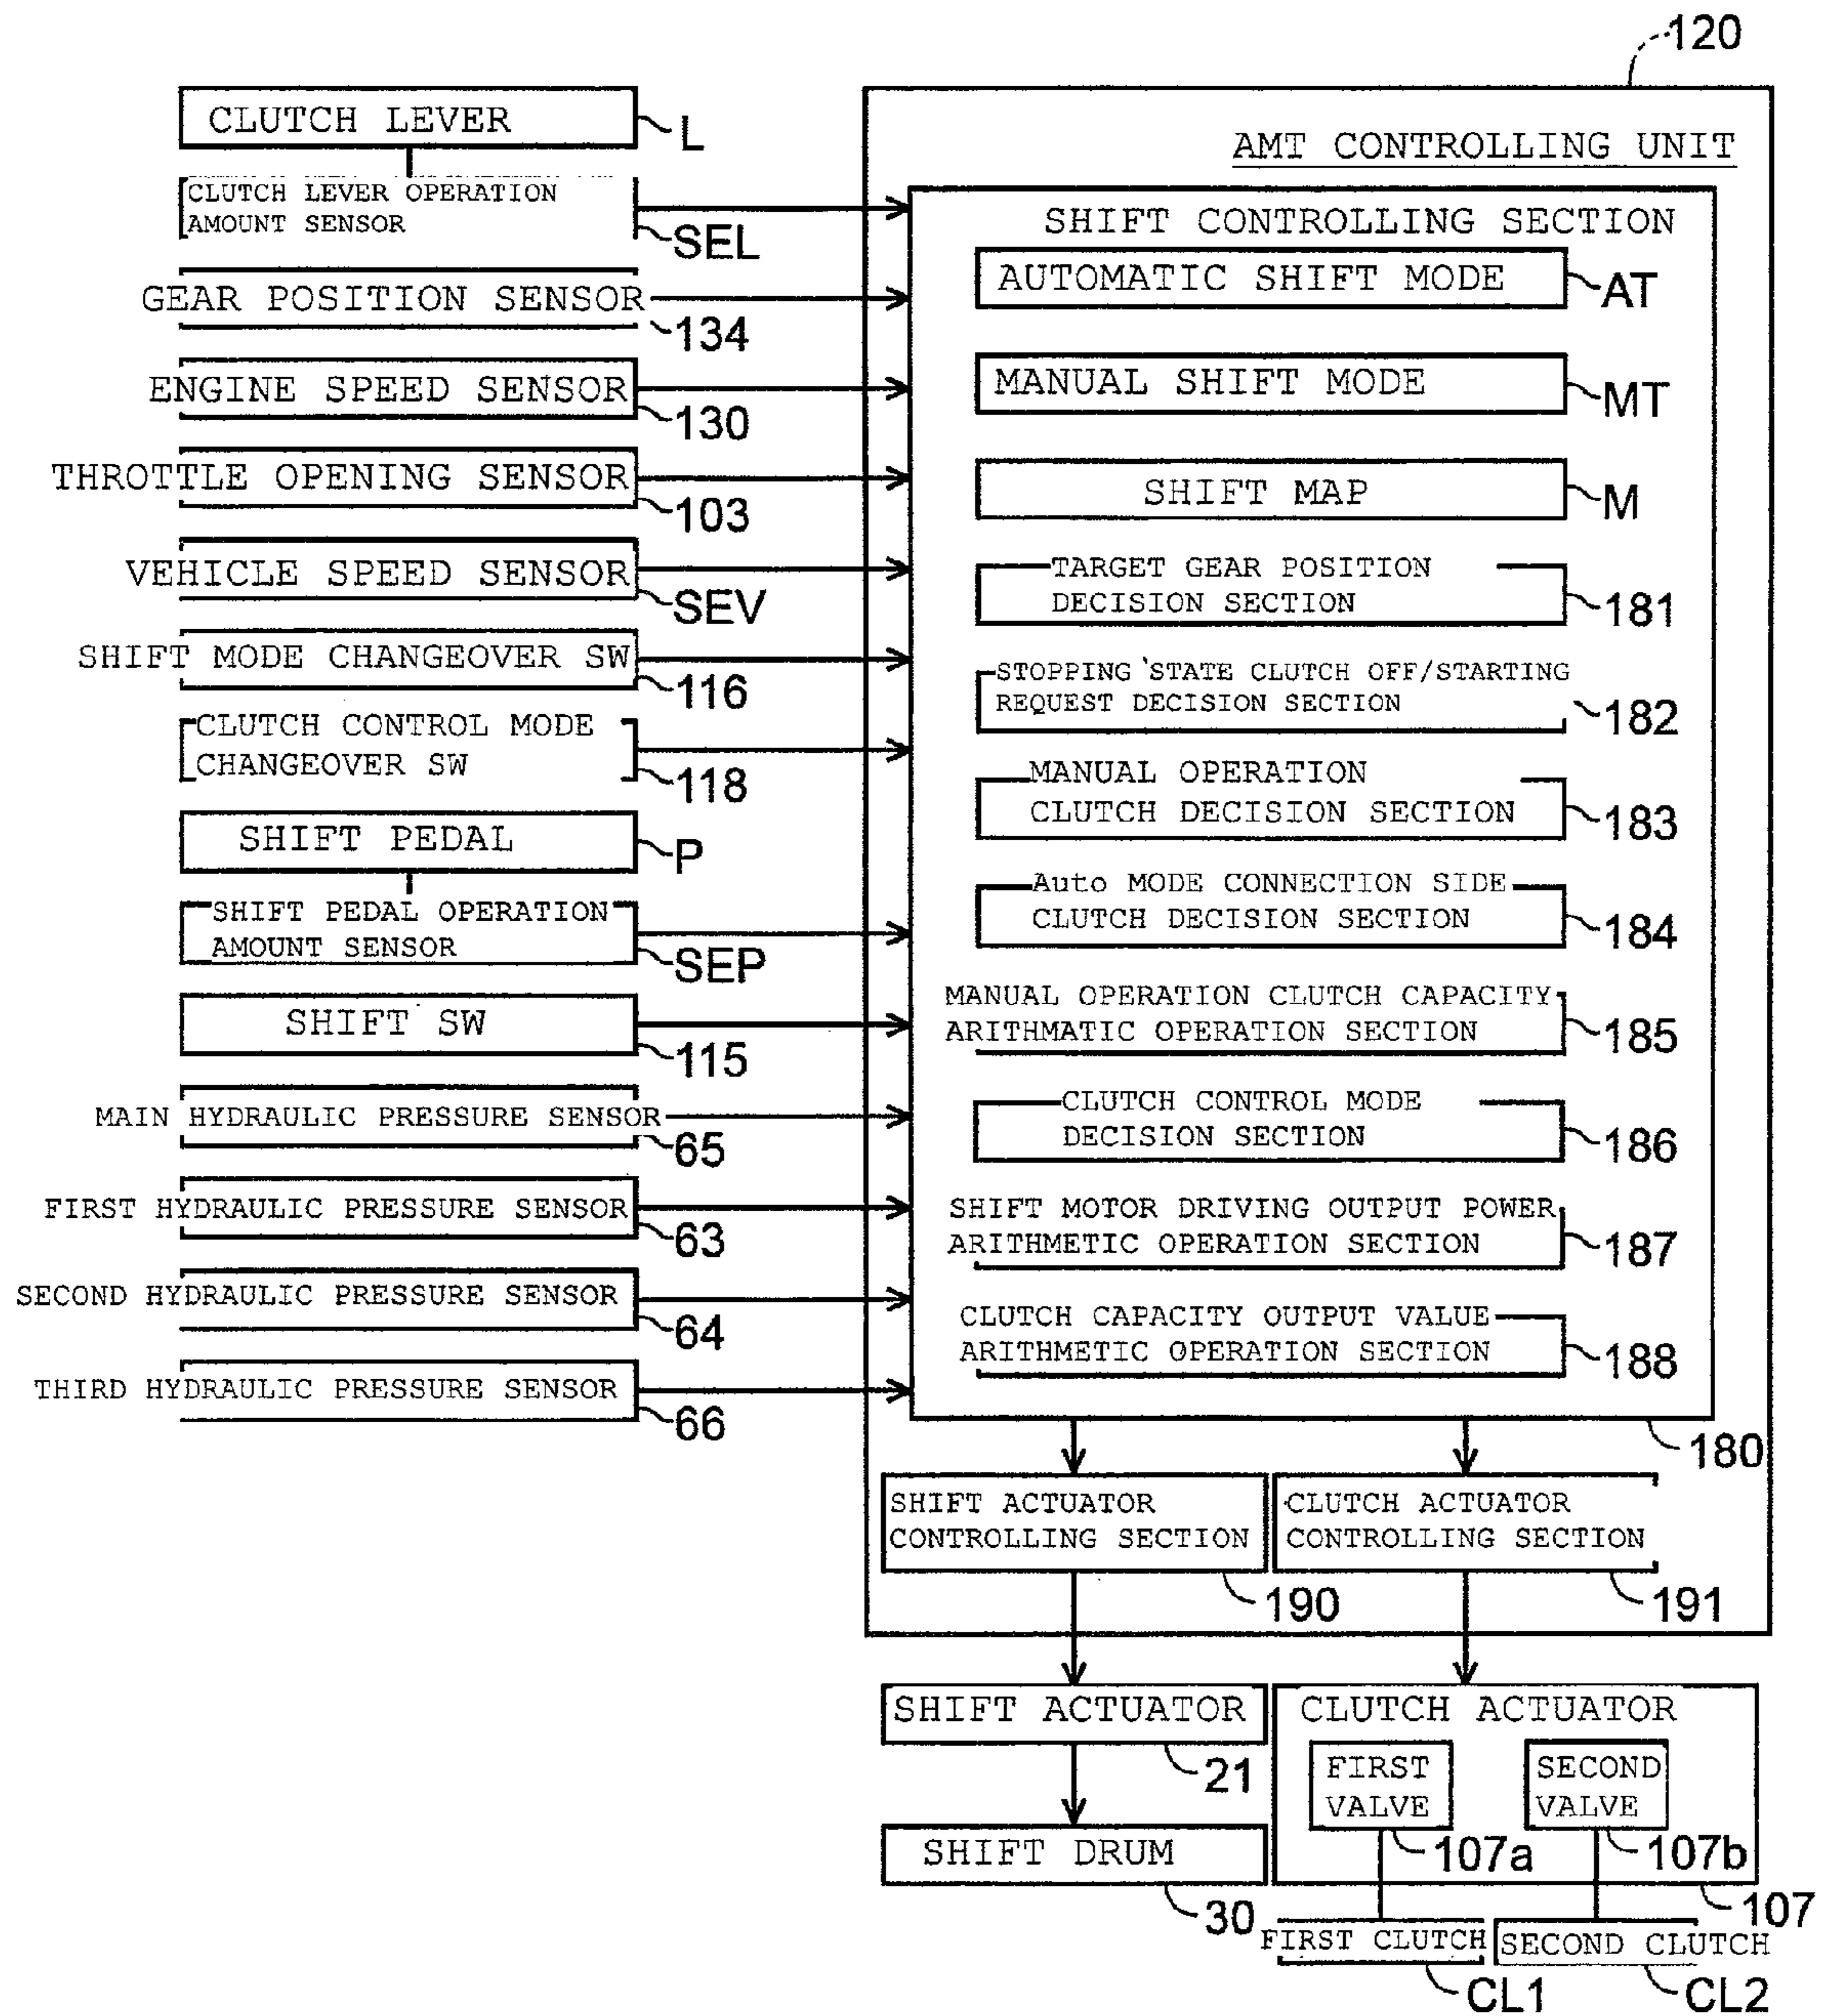 120
CLUTCH LEVER
L
CLUTCH LEVER OPERATION
AMOUNT SENSOR
SEL
GEAR POSITION SENSOR
134
ENGINE SPEED SENSOR
130
THROTTLE OPENING SENSOR
103
VEHICLE SPEED SENSOR
SEV
SHIFT MODE CHANGEOVER SW
116
CLUTCH CONTROL MODE
CHANGEOVER SW
118
SHIFT PEDAL
P
SHIFT PEDAL OPERATION
AMOUNT SENSOR
SEP
SHIFT SW
115
MAIN HYDRAULIC PRESSURE SENSOR
65
FIRST HYDRAULIC PRESSURE SENSOR
63
SECOND HYDRAULIC PRESSURE SENSOR
64
THIRD HYDRAULIC PRESSURE SENSOR
66
AMT CONTROLLING UNIT
SHIFT CONTROLLING SECTION
AUTOMATIC SHIFT MODE
AT
MANUAL SHIFT MODE
MT
SHIFT MAP
M
TARGET GEAR POSITION
DECISION SECTION
181
STOPPING STATE CLUTCH OFF/STARTING
REQUEST DECISION SECTION
182
MANUAL OPERATION
CLUTCH DECISION SECTION
183
Auto MODE CONNECTION SIDE
CLUTCH DECISION SECTION
184
MANUAL OPERATION CLUTCH CAPACITY
ARITHMATIC OPERATION SECTION
185
CLUTCH CONTROL MODE
DECISION SECTION
186
SHIFT MOTOR DRIVING OUTPUT POWER
ARITHMETIC OPERATION SECTION
187
CLUTCH CAPACITY OUTPUT VALUE
ARITHMETIC OPERATION SECTION
188
180
SHIFT ACTUATOR
CONTROLLING SECTION
190
CLUTCH ACTUATOR
CONTROLLING SECTION
191
SHIFT ACTUATOR
21
SHIFT DRUM
30
CLUTCH ACTUATOR
FIRST
VALVE
107a
SECOND
VALVE
107b
107
FIRST CLUTCH
CL1
SECOND CLUTCH
CL2